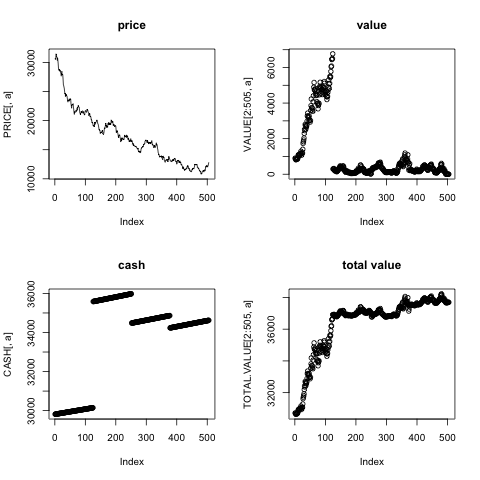 price
PRICE[, a]
10000 20000 30000
0 100 200 300 400 500
Index
value
VALUE[2:505, a]
0 2000 4000 6000
0 100 200 300 400 500
Index
cash
CASH[, a]
30000 32000 34000 36000
0 100 200 300 400 500
Index
total value
TOTAL.VALUE[2:505, a]
32000 36000
0 100 200 300 400 500
Index